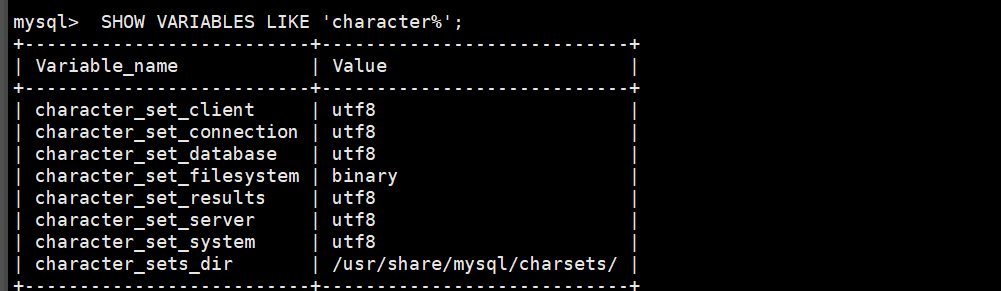 mysql>  SHOW VARIABLES LIKE 'character%';
+--------------------------+----------------------------+
| Variable_name            | Value                      |
+--------------------------+----------------------------+
| character_set_client     | utf8                       |
| character_set_connection | utf8                       |
| character_set_database   | utf8                       |
| character_set_filesystem | binary                     |
| character_set_results    | utf8                       |
| character_set_server     | utf8                       |
| character_set_system     | utf8                       |
| character_sets_dir       | /usr/share/mysql/charsets/ |
+--------------------------+----------------------------+